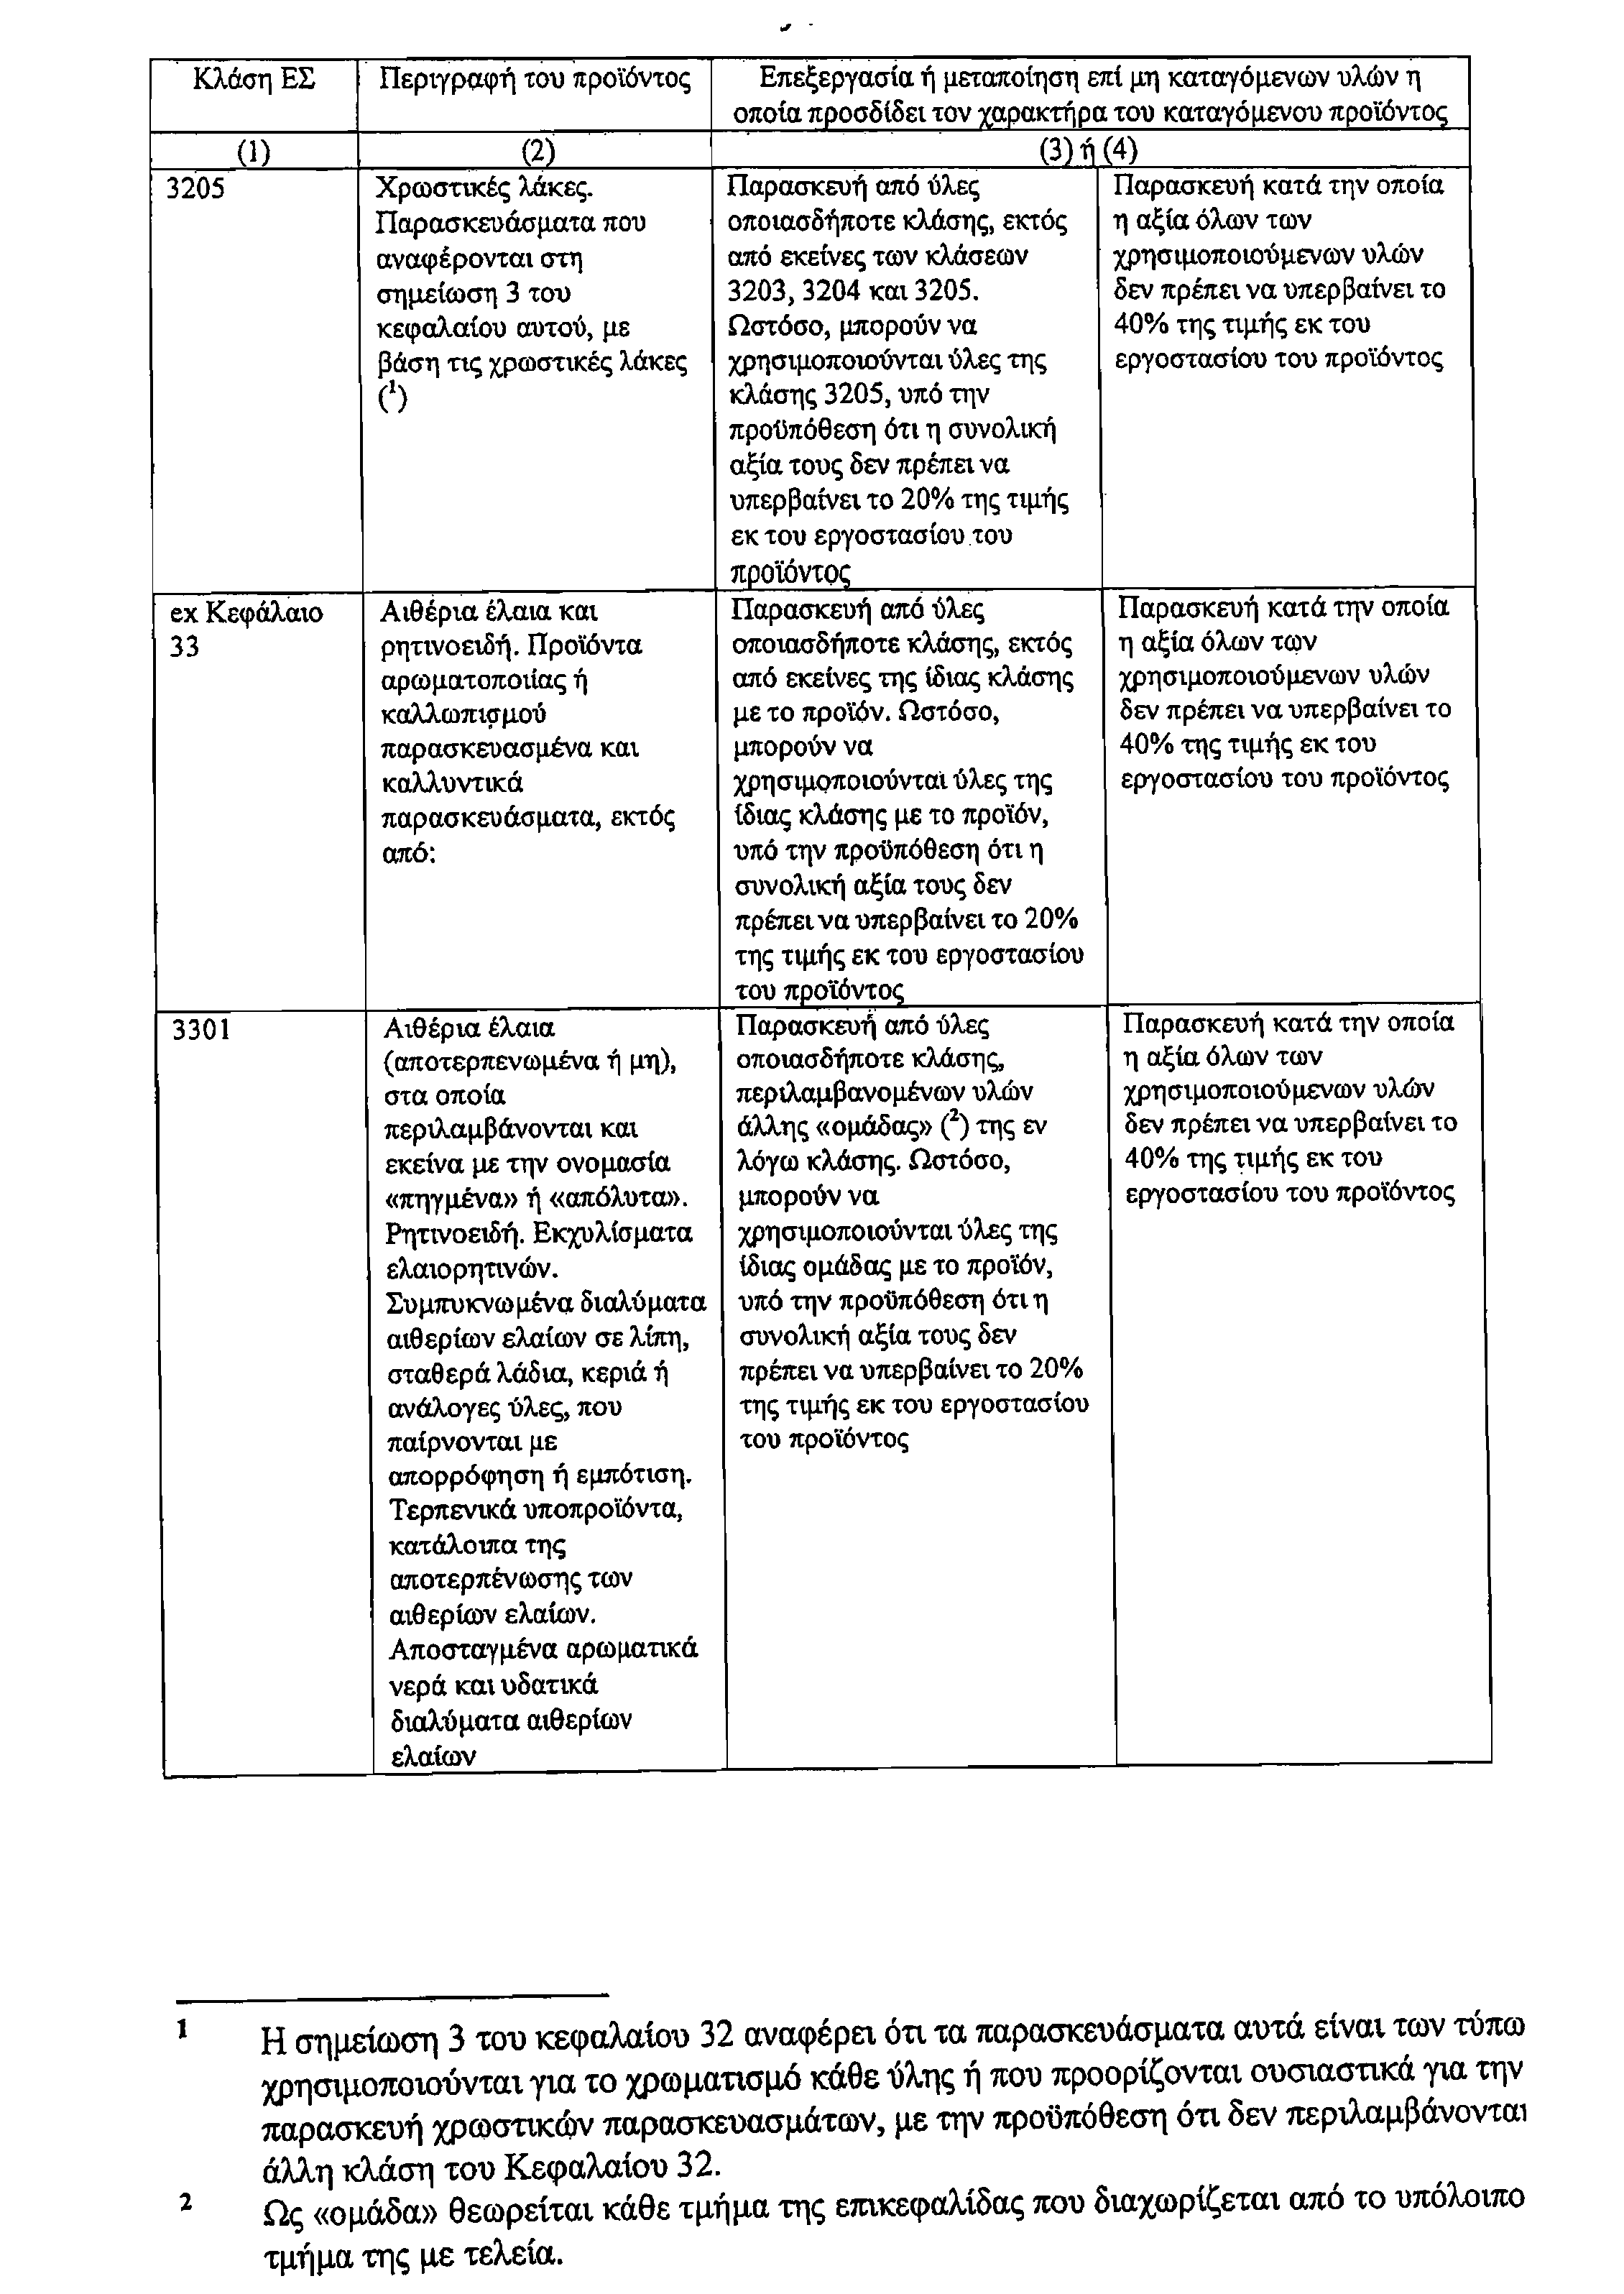 Κλάση ΕΣ
Περιγραφή του προϊόντος
Επεξεργασία ή μεταποίηση επί μη καταγόμενων υλών η
οποία προσδίδει τον χαρακτήρα του καταγόμενου προϊόντος
(1)
(2)
(3) ή (4)
3205
Χρωστικές λάκες.
Παρασκευάσματα που
αναφέρονται στη
σημείωση 3 του
κεφαλαίου αυτού, με
βάση τις χρωστικές λάκες
(1)
Παρασκευή από ύλες
οποιασδήποτε κλάσης, εκτός
από εκείνες των κλάσεων
3203, 3204 και 3205.
Ωστόσο, μπορούν να
χρησιμοποιούνται ύλες της
κλάσης 3205, υπό την
προϋπόθεση ότι η συνολική
αξία τους δεν πρέπει να
υπερβαίνει το 20% της τιμής
εκ του εργοστασίου του
προϊόντος
Παρασκευή κατά την οποία
η αξία όλων των
χρησιμοποιούμενων υλών
δεν πρέπει να υπερβαίνει το
40% της τιμής εκ του
εργοστασίου του προϊόντος
ex Κεφάλαιο
33
Αιθέρια έλαια και
ρητινοειδή. Προϊόντα
αρωματοποιίας ή
καλλωπισμού
παρασκευασμένα και
καλλυντικά
παρασκευάσματα, εκτός
από:
Παρασκευή από ύλες
οποιασδήποτε κλάσης, εκτός
από εκείνες της ίδιας κλάσης
με το προϊόν. Ωστόσο,
μπορούν να
χρησιμοποιούνται ύλες της
ίδιας κλάσης με το προϊόν,
υπό την προϋπόθεση ότι η
συνολική αξία τους δεν
πρέπει να υπερβαίνει το 20%
της τιμής εκ του εργοστασίου
του προϊόντος
Παρασκευή κατά την οποία
η αξία όλων των
χρησιμοποιούμενων υλών
δεν πρέπει να υπερβαίνει το
40% της τιμής εκ του
εργοστασίου του προϊόντος
3301
Αιθέρια έλαια
(αποτερπενωμένα ή μη),
στα οποία
περιλαμβάνονται και
εκείνα με την ονομασία
«πηγμένα» ή «απόλυτα».
Ρητινοειδή. Εκχυλίσματα
ελαιορητινών.
Συμπυκνωμένα διαλύματα
αιθερίων ελαίων σε λίπη,
σταθερά λάδια, κεριά ή
ανάλογες ύλες, που
παίρνονται με
απορρόφηση ή εμπότιση.
Τερπενικά υποπροϊόντα,
κατάλοιπα της
αποτερπένωσης των
αιθερίων ελαίων.
Αποσταγμένα αρωματικά
νερά και υδατικά
διαλύματα αιθερίων
ελαίων
Παρασκευή από ύλες
οποιασδήποτε κλάσης,
περιλαμβανομένων υλών
άλλης «ομάδας» (2) της εν
λόγω κλάσης. Ωστόσο,
μπορούν να
χρησιμοποιούνται ύλες της
ίδιας ομάδας με το προϊόν,
υπό την προϋπόθεση ότι η
συνολική αξία τους δεν
πρέπει να υπερβαίνει το 20%
της τιμής εκ του εργοστασίου
του προϊόντος
Παρασκευή κατά την οποία
η αξία όλων των
χρησιμοποιούμενων υλών
δεν πρέπει να υπερβαίνει το
40% της τιμής εκ του
εργοστασίου του προϊόντος
1 Η σημείωση 3 του κεφαλαίου 32 αναφέρει ότι τα παρασκευάσματα αυτά είναι των τύπω
χρησιμοποιούνται για το χρωματισμό κάθε ύλης ή που προορίζονται ουσιαστικά για την
παρασκευή χρωστικών παρασκευασμάτων, με την προϋπόθεση ότι δεν περιλαμβάνονται
άλλη κλάση του Κεφαλαίου 32.
2 Ως «ομάδα» θεωρείται κάθε τμήμα της επικεφαλίδας που διαχωρίζεται από το υπόλοιπο
τμήμα της με τελεία.